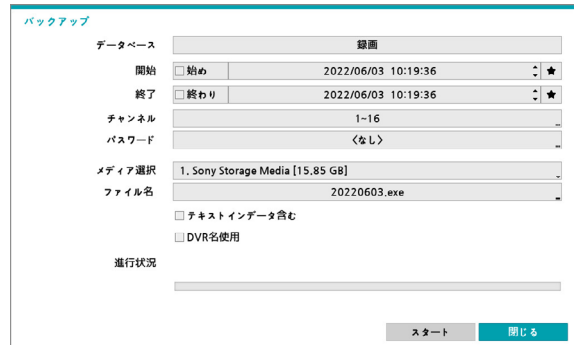 バックアップ
データベース 録画
開始 始め 2022/06/03 10:19:36
終了 終わり 2022/06/03 10:19:36
チャンネル 1~16 ...
パスワード 〈なし〉 ...
メディア選択 1. Sony Storage Media [15.85 GB]
ファイル名 20220603.exe ...
テキストインデータ含む
DVR名使用
進行状況
スタート 閉じる